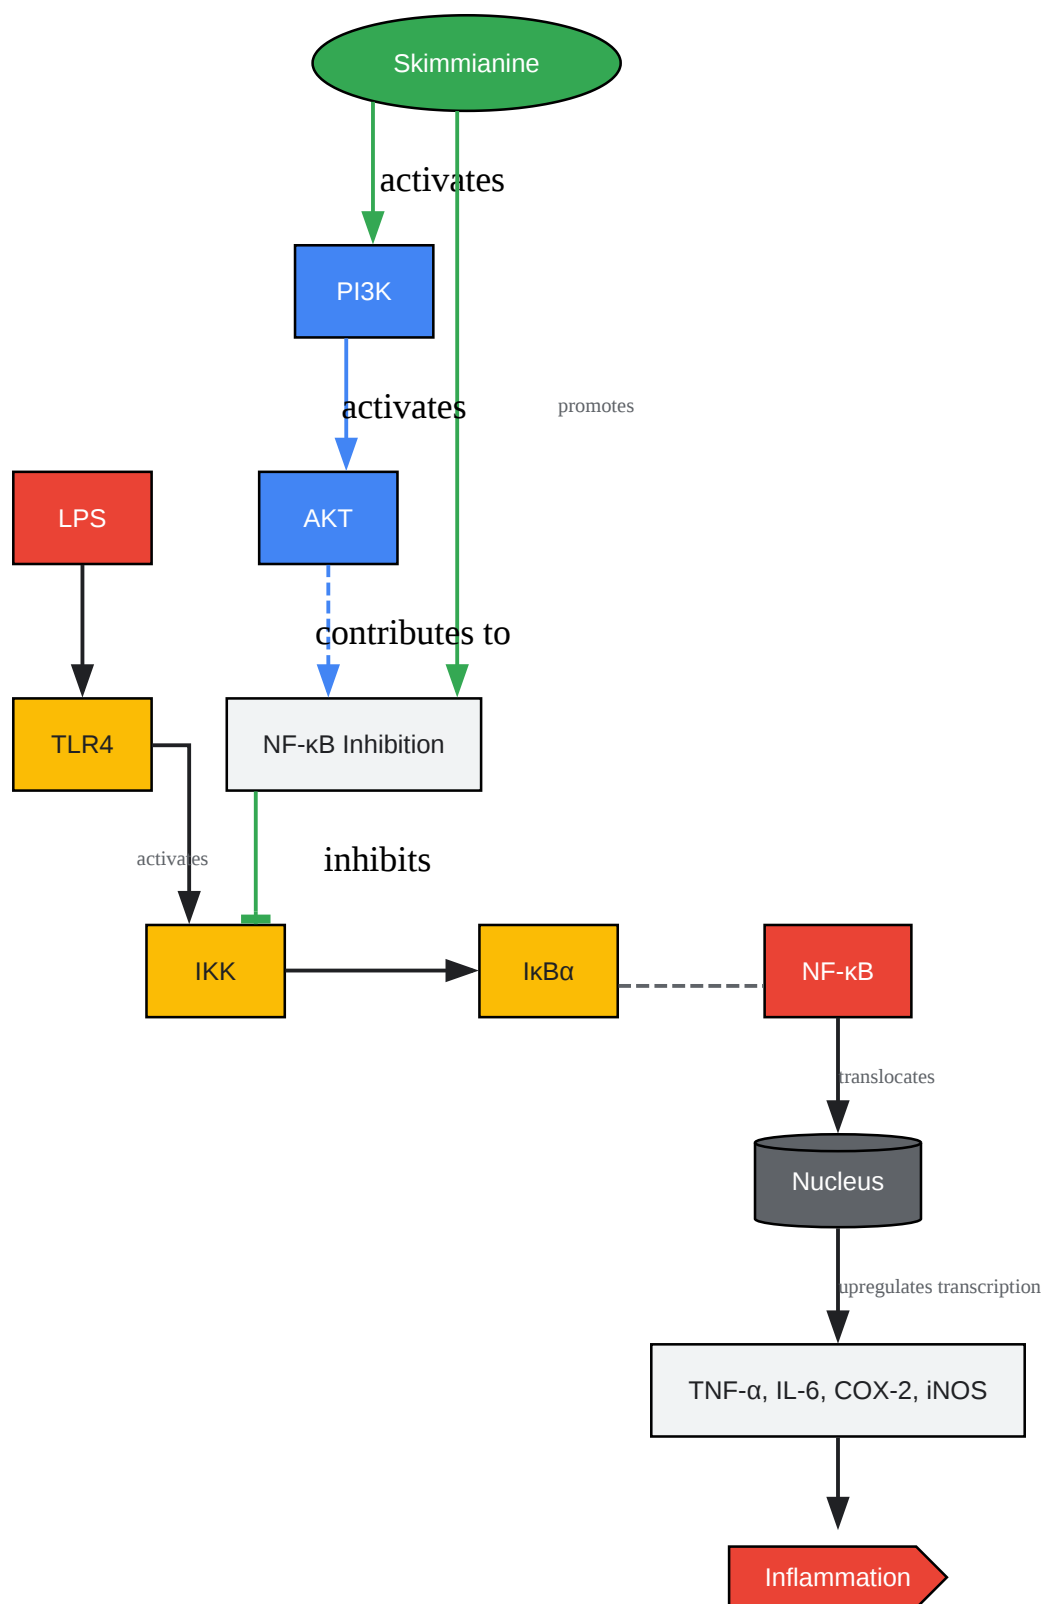 Skimmianine
activates
PI3K
activates
promotes
LPS
AKT
contributes to
TLR4
NF-κB Inhibition
activates
inhibits
IKK
IκBα
NF-κB
translocates
Nucleus
upregulates transcription
TNF-α, IL-6, COX-2, iNOS
Inflammation